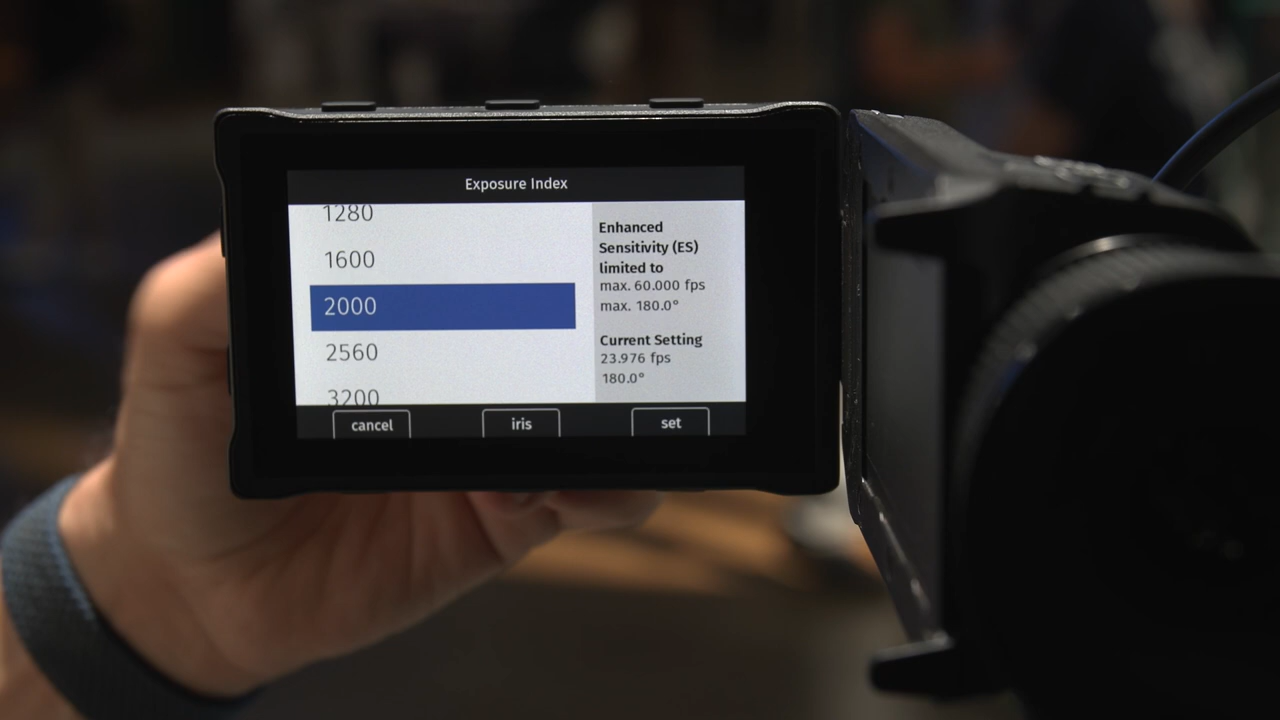 Exposure Index
1280
1600
2000
2560
3200
Enhanced
Sensitivity (ES)
limited to
max. 60.000 fps
max. 180.0°
Current Setting
23.976 fps
180.0°
cancel
iris
set